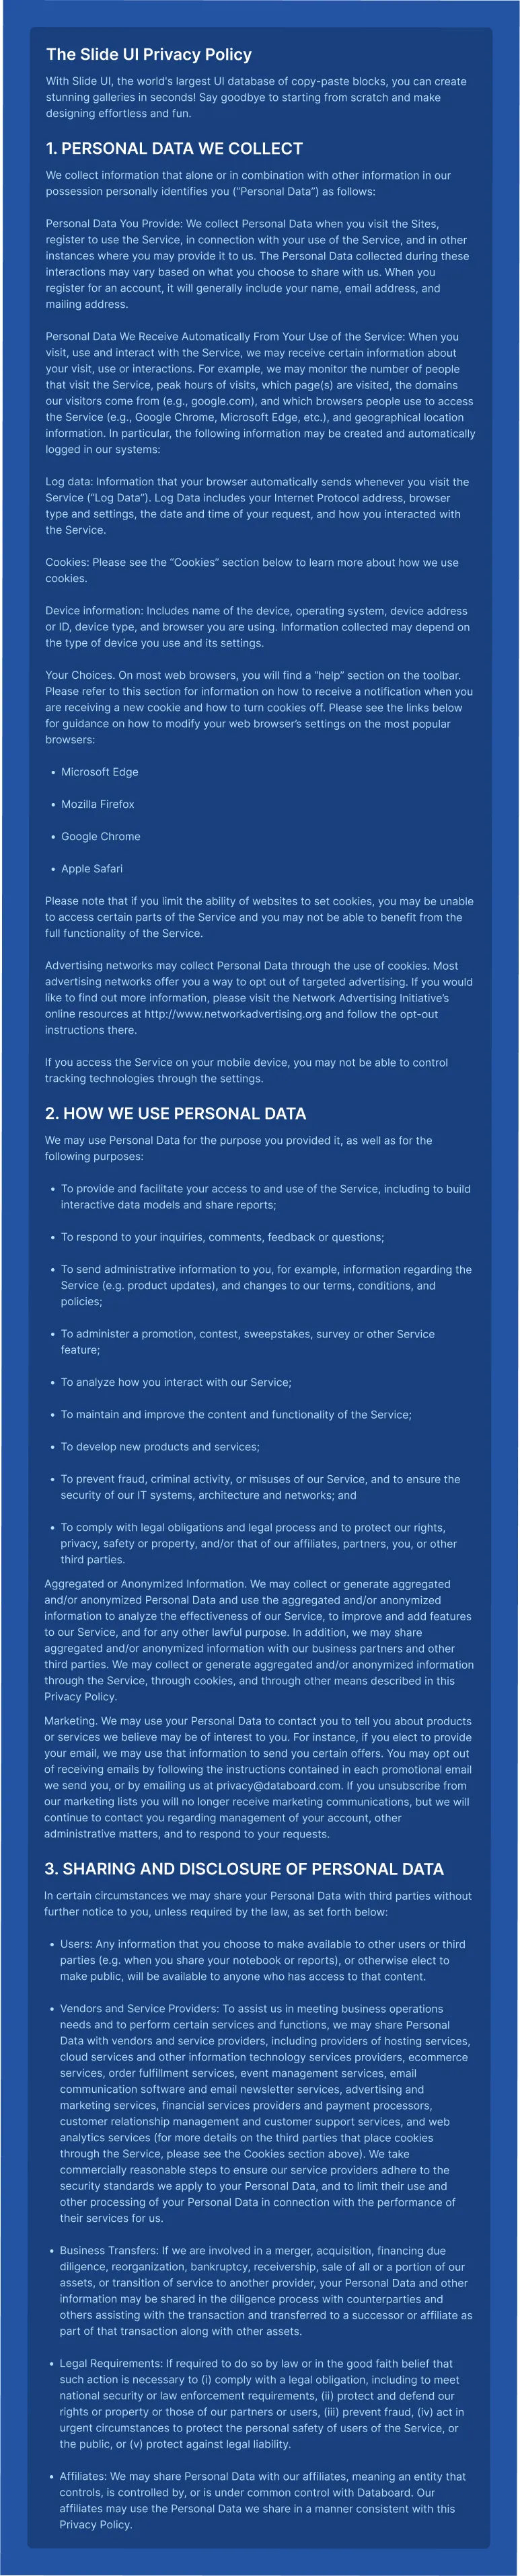 The Slide UI Privacy Policy
With Slide UI, the world's largest UI database of copy-paste blocks, you can create
stunning galleries in seconds! Say goodbye to starting from scratch and make
designing effortless and fun.
1. PERSONAL DATA WE COLLECT
We collect information that alone or in combination with other information in our
possession personally identifies you (“Personal Data”) as follows:
Personal Data You Provide: We collect Personal Data when you visit the Sites,
register to use the Service, in connection with your use of the Service, and in other
instances where you may provide it to us. The Personal Data collected during these
interactions may vary based on what you choose to share with us. When you
register for an account, it will generally include your name, email address, and
mailing address.
Personal Data We Receive Automatically From Your Use of the Service: When you
visit, use and interact with the Service, we may receive certain information about
your visit, use or interactions. For example, we may monitor the number of people
that visit the Service, peak hours of visits, which page(s) are visited, the domains
our visitors come from (e.g., google.com), and which browsers people use to access
the Service (e.g., Google Chrome, Microsoft Edge, etc.), and geographical location
information. In particular, the following information may be created and automatically
logged in our systems:
Log data: Information that your browser automatically sends whenever you visit the
Service (“Log Data”). Log Data includes your Internet Protocol address, browser
type and settings, the date and time of your request, and how you interacted with
the Service.
Cookies: Please see the “Cookies” section below to learn more about how we use
cookies.
Device information: Includes name of the device, operating system, device address
or ID, device type, and browser you are using. Information collected may depend on
the type of device you use and its settings.
Your Choices. On most web browsers, you will find a “help” section on the toolbar.
Please refer to this section for information on how to receive a notification when you
are receiving a new cookie and how to turn cookies off. Please see the links below
for guidance on how to modify your web browser’s settings on the most popular
browsers:
• Microsoft Edge
• Mozilla Firefox
• Google Chrome
• Apple Safari
Please note that if you limit the ability of websites to set cookies, you may be unable
to access certain parts of the Service and you may not be able to benefit from the
full functionality of the Service.
Advertising networks may collect Personal Data through the use of cookies. Most
advertising networks offer you a way to opt out of targeted advertising. If you would
like to find out more information, please visit the Network Advertising Initiative’s
online resources at http://www.networkadvertising.org and follow the opt-out
instructions there.
If you access the Service on your mobile device, you may not be able to control
tracking technologies through the settings.
2. HOW WE USE PERSONAL DATA
We may use Personal Data for the purpose you provided it, as well as for the
following purposes:
• To provide and facilitate your access to and use of the Service, including to build
interactive data models and share reports;
• To respond to your inquiries, comments, feedback or questions;
• To send administrative information to you, for example, information regarding the
Service (e.g. product updates), and changes to our terms, conditions, and
policies;
• To administer a promotion, contest, sweepstakes, survey or other Service
feature;
• To analyze how you interact with our Service;
• To maintain and improve the content and functionality of the Service;
• To develop new products and services;
• To prevent fraud, criminal activity, or misuses of our Service, and to ensure the
security of our IT systems, architecture and networks; and
• To comply with legal obligations and legal process and to protect our rights,
privacy, safety or property, and/or that of our affiliates, partners, you, or other
third parties.
Aggregated or Anonymized Information. We may collect or generate aggregated
and/or anonymized Personal Data and use the aggregated and/or anonymized
information to analyze the effectiveness of our Service, to improve and add features
to our Service, and for any other lawful purpose. In addition, we may share
aggregated and/or anonymized information with our business partners and other
third parties. We may collect or generate aggregated and/or anonymized information
through the Service, through cookies, and through other means described in this
Privacy Policy.
Marketing. We may use your Personal Data to contact you to tell you about products
or services we believe may be of interest to you. For instance, if you elect to provide
your email, we may use that information to send you certain offers. You may opt out
of receiving emails by following the instructions contained in each promotional email
we send you, or by emailing us at privacy@databoard.com. If you unsubscribe from
our marketing lists you will no longer receive marketing communications, but we will
continue to contact you regarding management of your account, other
administrative matters, and to respond to your requests.
3. SHARING AND DISCLOSURE OF PERSONAL DATA
In certain circumstances we may share your Personal Data with third parties without
further notice to you, unless required by the law, as set forth below:
• Users: Any information that you choose to make available to other users or third
parties (e.g. when you share your notebook or reports), or otherwise elect to
make public, will be available to anyone who has access to that content.
• Vendors and Service Providers: To assist us in meeting business operations
needs and to perform certain services and functions, we may share Personal
Data with vendors and service providers, including providers of hosting services,
cloud services and other information technology services providers, ecommerce
services, order fulfillment services, event management services, email
communication software and email newsletter services, advertising and
marketing services, financial services providers and payment processors,
customer relationship management and customer support services, and web
analytics services (for more details on the third parties that place cookies
through the Service, please see the Cookies section above). We take
commercially reasonable steps to ensure our service providers adhere to the
security standards we apply to your Personal Data, and to limit their use and
other processing of your Personal Data in connection with the performance of
their services for us.
• Business Transfers: If we are involved in a merger, acquisition, financing due
diligence, reorganization, bankruptcy, receivership, sale of all or a portion of our
assets, or transition of service to another provider, your Personal Data and other
information may be shared in the diligence process with counterparties and
others assisting with the transaction and transferred to a successor or affiliate as
part of that transaction along with other assets.
• Legal Requirements: If required to do so by law or in the good faith belief that
such action is necessary to (i) comply with a legal obligation, including to meet
national security or law enforcement requirements, (ii) protect and defend our
rights or property or those of our partners or users, (iii) prevent fraud, (iv) act in
urgent circumstances to protect the personal safety of users of the Service, or
the public, or (v) protect against legal liability.
• Affiliates: We may share Personal Data with our affiliates, meaning an entity that
controls, is controlled by, or is under common control with Databoard. Our
affiliates may use the Personal Data we share in a manner consistent with this
Privacy Policy.